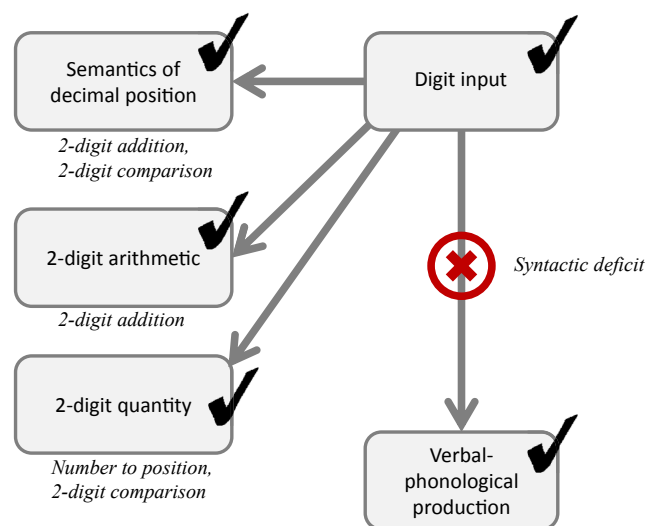 Semantics of
decimal position
Digit input
2-digit addition,
2-digit comparison
2-digit arithmetic
2-digit addition
Syntactic deficit
2-digit quantity
Number to position,
2-digit comparison
Verbal-
phonological
production